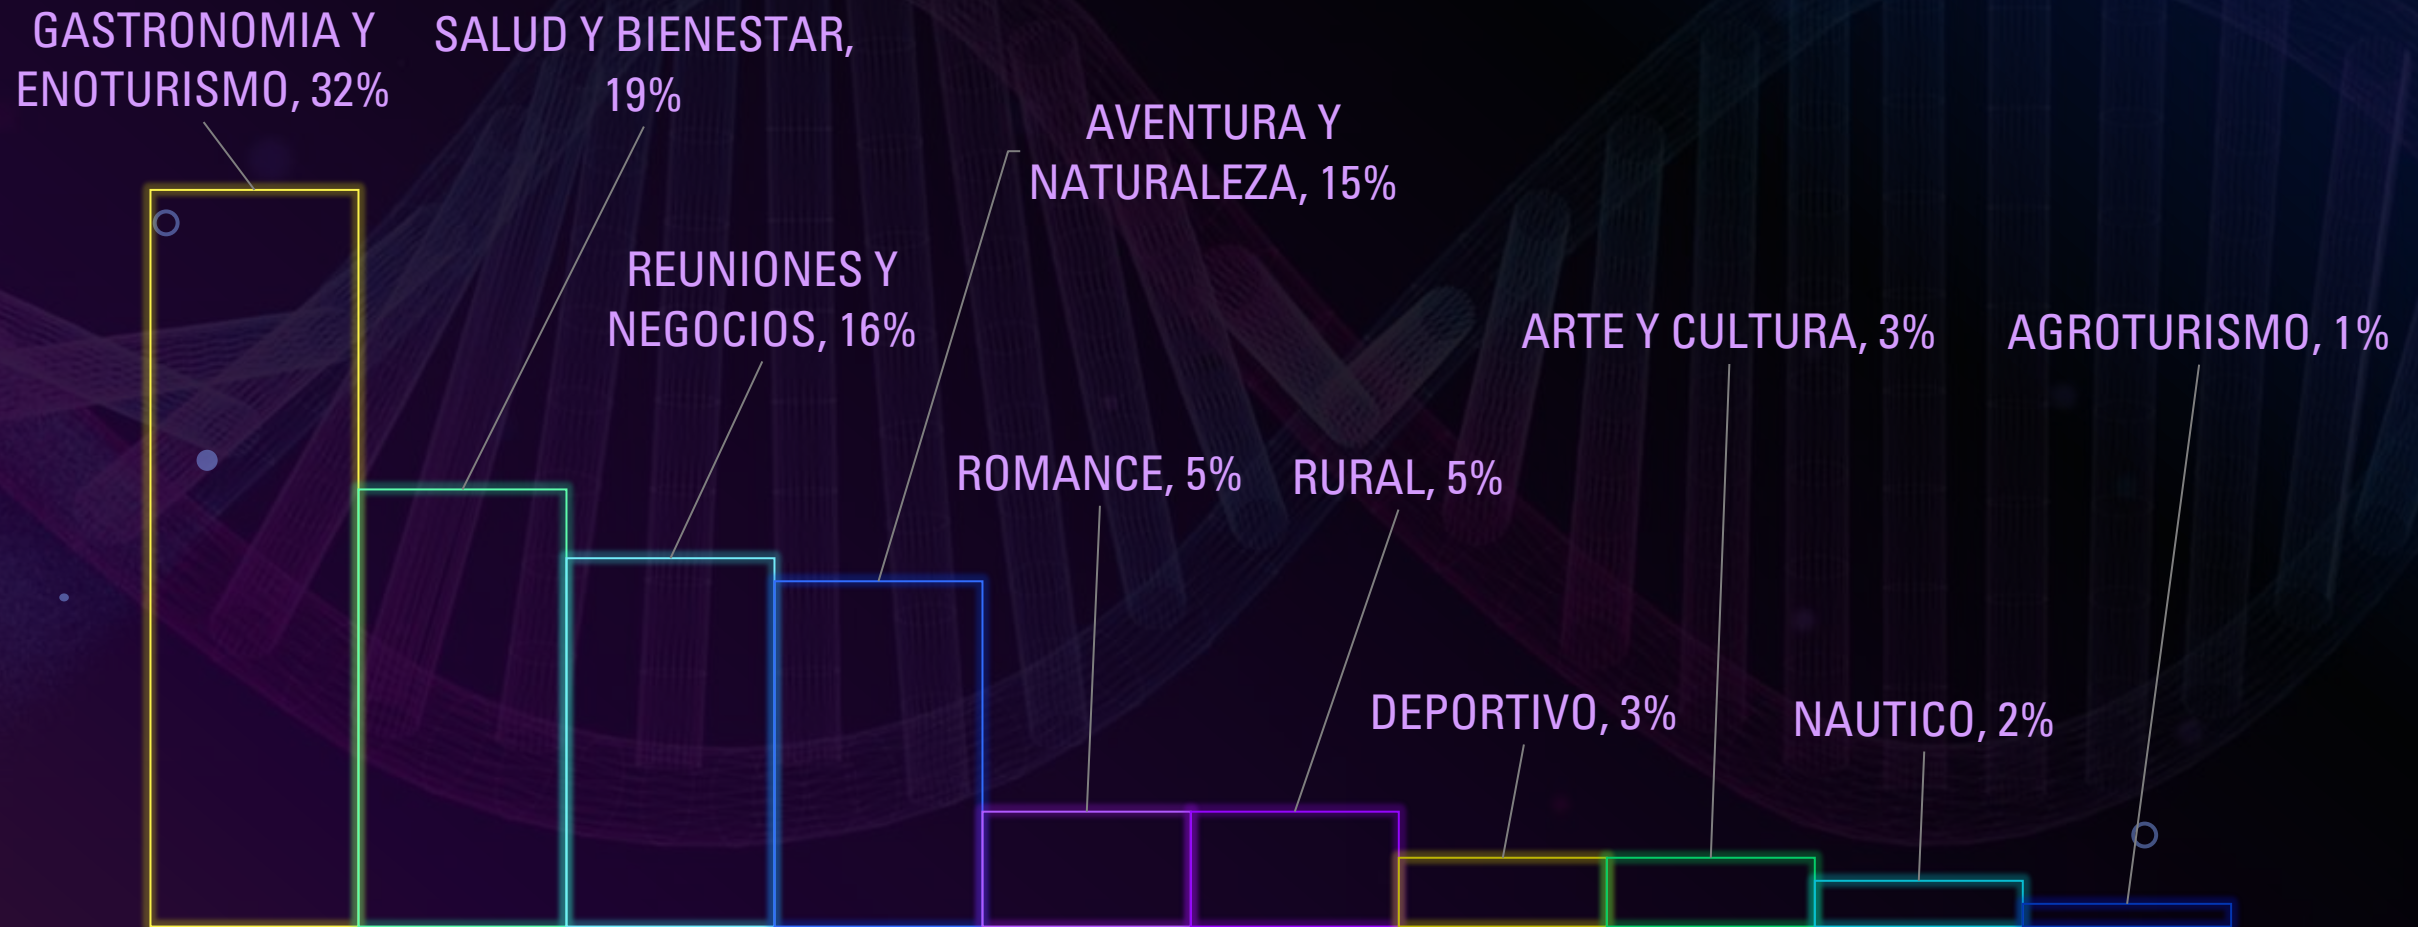 GASTRONOMIA Y
ENOTURISMO, 32%
SALUD Y BIENESTAR,
19%
REUNIONES Y
NEGOCIOS, 16%
AVENTURA Y
NATURALEZA, 15%
ROMANCE, 5%
RURAL, 5%
DEPORTIVO, 3%
ARTE Y CULTURA, 3%
NAUTICO, 2%
AGROTURISMO, 1%